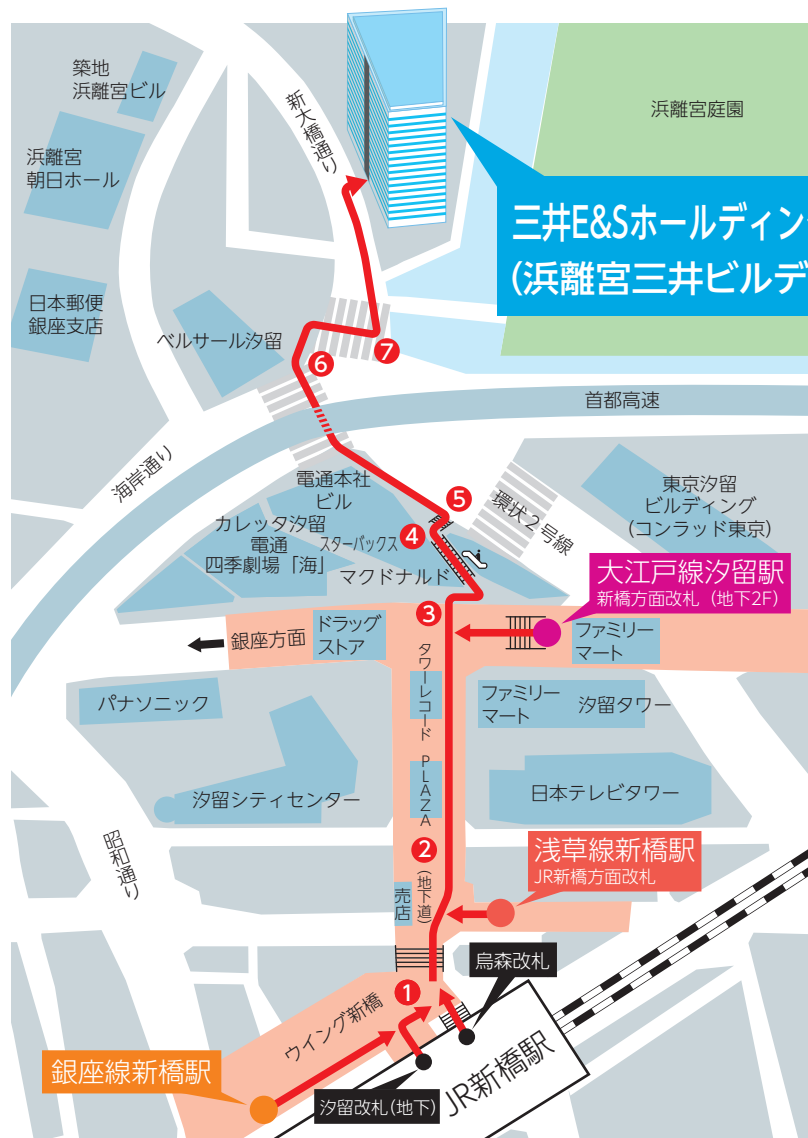 築地
浜離宮ビル
新大橋通り
浜離宮庭園
浜離宮
朝日ホール
三井E&Sホールディン
(浜離宮三井ビルデ
日本郵便
銀座支店
ベルサール汐留
7
6
首都高速
海岸通り
電通本社
ビル
5
環状2号線
東京汐留
ビルディング
(コンラッド東京)
カレッタ汐留
4
電通
四季劇場「海」
スターバックス
マクドナルド
大江戸線汐留駅
新橋方面改札(地下2F)
3
銀座方面
ドラッグ
ストア
ファミリー
マート
タワーレコード
パナソニック
ファミリー
マート
汐留タワー
PLAZA
汐留シティセンター
日本テレビタワー
昭和通り
2
(地下道)
浅草線新橋駅
JR新橋方面改札
売店
烏森改札
1
ウイング新橋
銀座線新橋駅
汐留改札(地下)
JR新橋駅